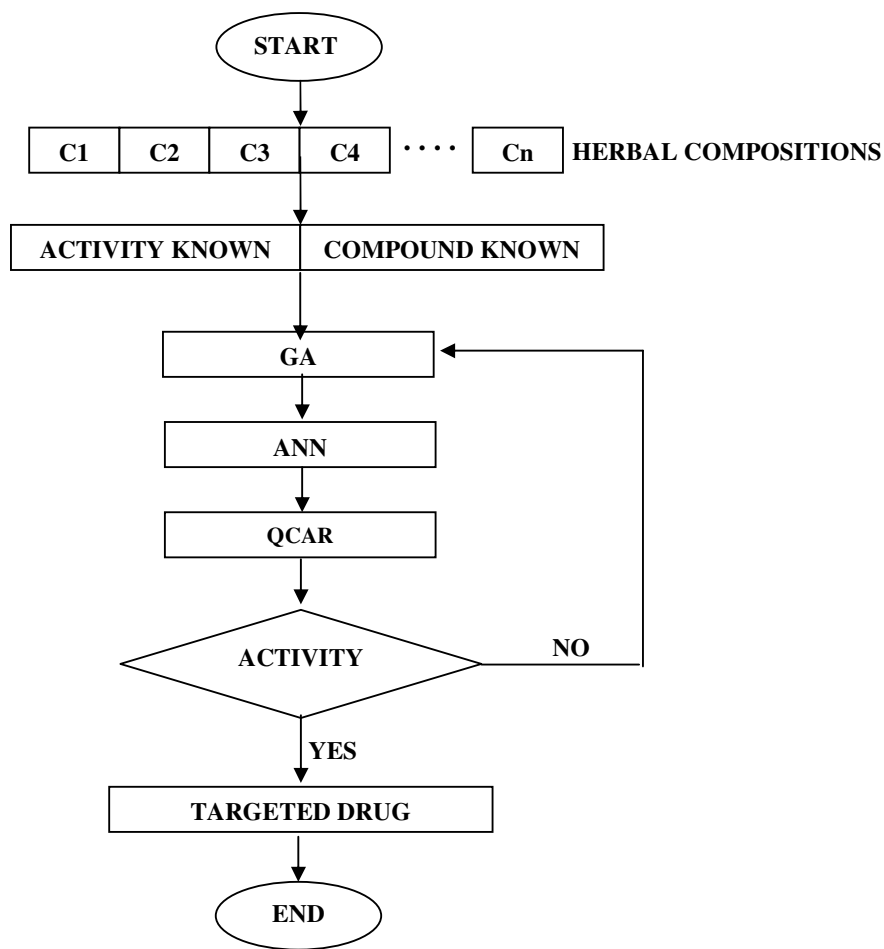 START
C1 C2 C3 C4 .... Cn HERBAL COMPOSITIONS
ACTIVITY KNOWN COMPOUND KNOWN
GA
ANN
QCAR
ACTIVITY
NO
YES
TARGETED DRUG
END